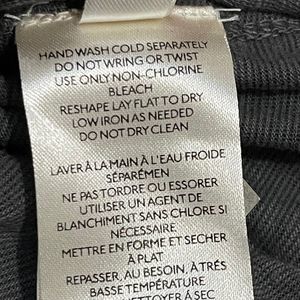 HAND WASH COLD SEPARATELY
DO NOT WRING OR TWIST
USE ONLY NON-CHLORINE
BLEACH
RESHAPE LAY FLAT TO DRY
LOW IRON AS NEEDED
DO NOT DRY CLEAN
LAVER À LA MAIN À L'EAU FROIDE
SÉPARÉMEN
NE PAS TORDRE OU ESSORER
UTILISER UN AGENT DE
BLANCHIMENT SANS CHLORE SI
NÉCESSAIRE
METTRE EN FORME ET SECHER
À PLAT
REPASSER, AU BESOIN, À TRÉS
BASSE TEMPÉRATURE
NETTOYER À SEC